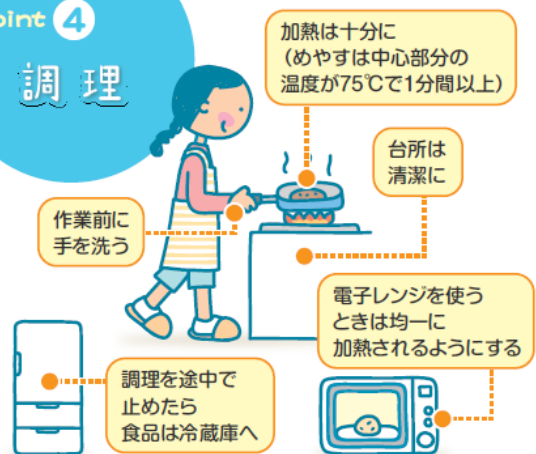 point 4
調理
加熱は十分に
（めやすは中心部分の
温度が75℃で1分間以上）
台所は
清潔に
作業前に
手を洗う
電子レンジを使う
ときは均一に
加熱されるようにする
調理を途中で
止めたら
食品は冷蔵庫へ